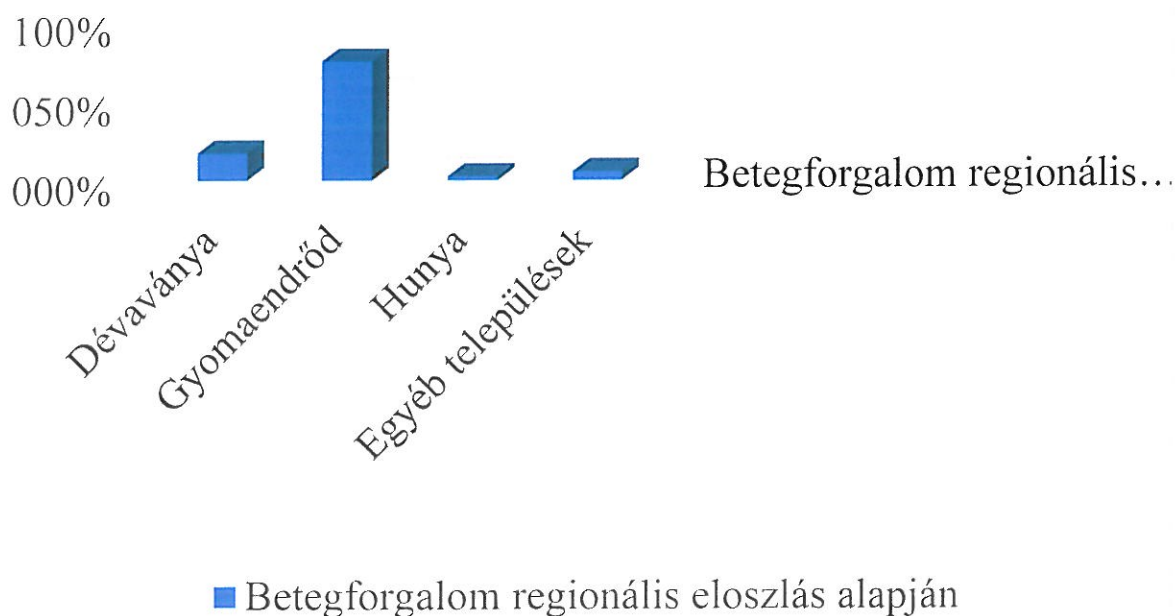 100%
050%
000%
Dévaványa
Gyomaendrőd
Hunya
Egyéb települések
Betegforgalom regionális...
Betegforgalom regionális eloszlás alapján